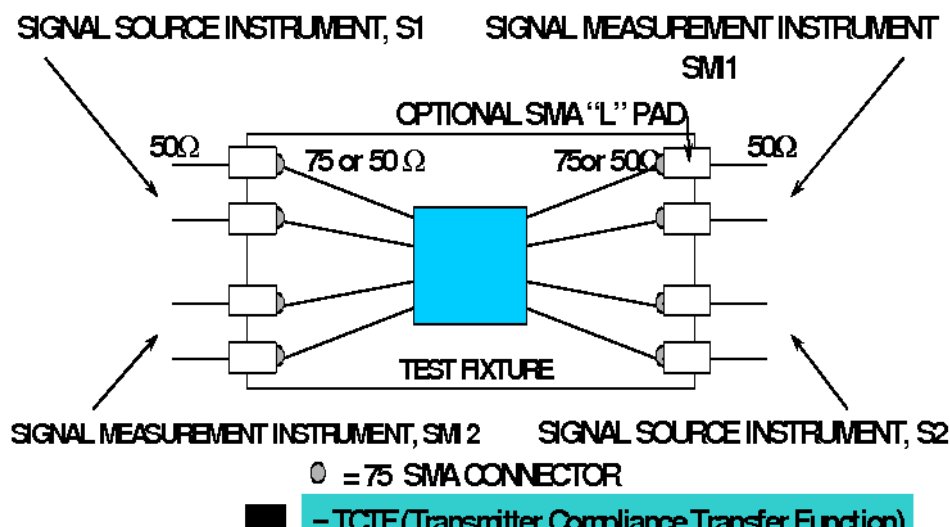 SIGNAL SOURCE INSTRUMENT, S1
SIGNAL MEASUREMENT INSTRUMENT
SMI1
OPTIONAL SMA "L" PAD
50Ω
75 or 50 Ω
75or 50Ω
50Ω
TEST FIXTURE
SIGNAL MEASUREMENT INSTRUMENT, SMI 2
SIGNAL SOURCE INSTRUMENT, S2
= 75 SMA CONNECTOR
= TCTF (Transmitter Compliance Transfer Function)